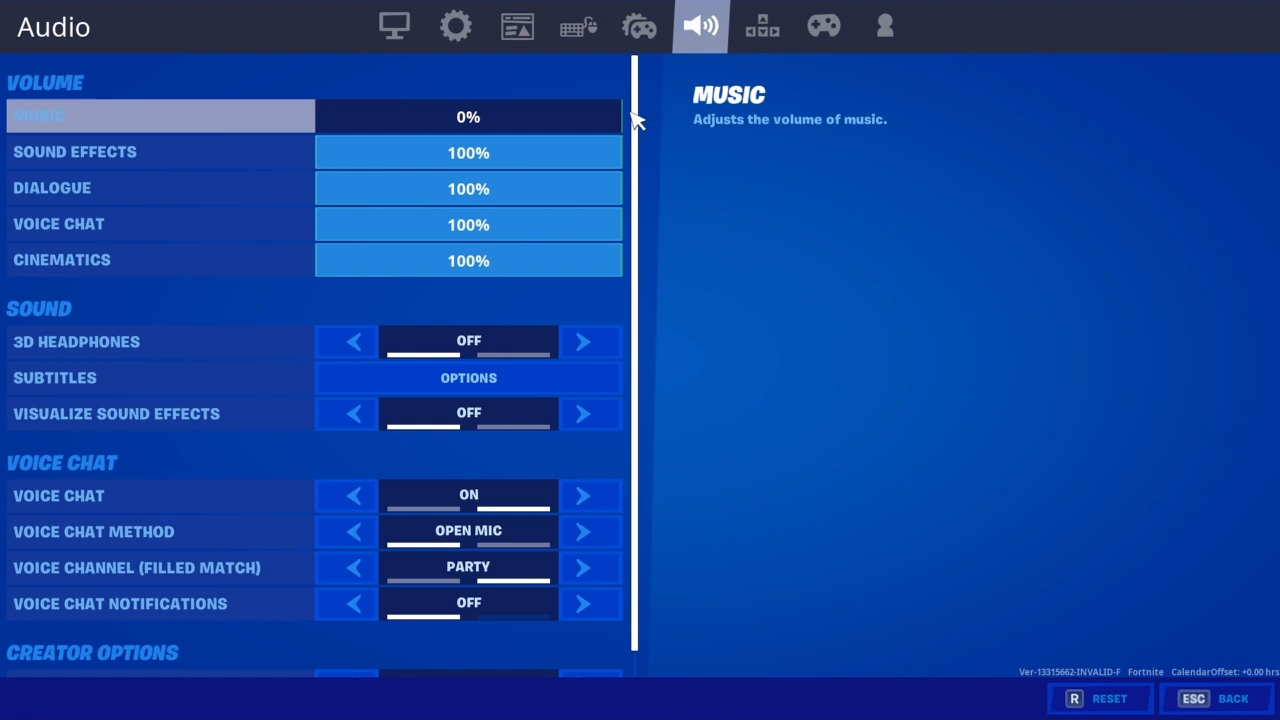 Audio
VOLUME
MUSIC 0%
SOUND EFFECTS 100%
DIALOGUE 100%
VOICE CHAT 100%
CINEMATICS 100%
SOUND
3D HEADPHONES OFF
SUBTITLES OPTIONS
VISUALIZE SOUND EFFECTS OFF
VOICE CHAT
VOICE CHAT ON
VOICE CHAT METHOD OPEN MIC
VOICE CHANNEL (FILLED MATCH) PARTY
VOICE CHAT NOTIFICATIONS OFF
CREATOR OPTIONS
MUSIC
Adjusts the volume of music.
Ver-13315662-INVALID-F Fortnite CalendarOffset: +0.00 hrs
R RESET ESC BACK